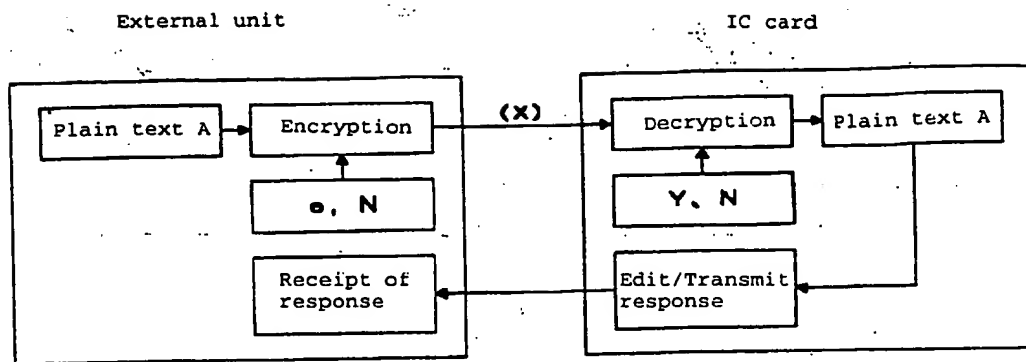 External unit
IC card
Plain text A
Encryption
(X)
Decryption
Plain text A
e, N
Y、N
Receipt of
response
Edit/Transmit
response